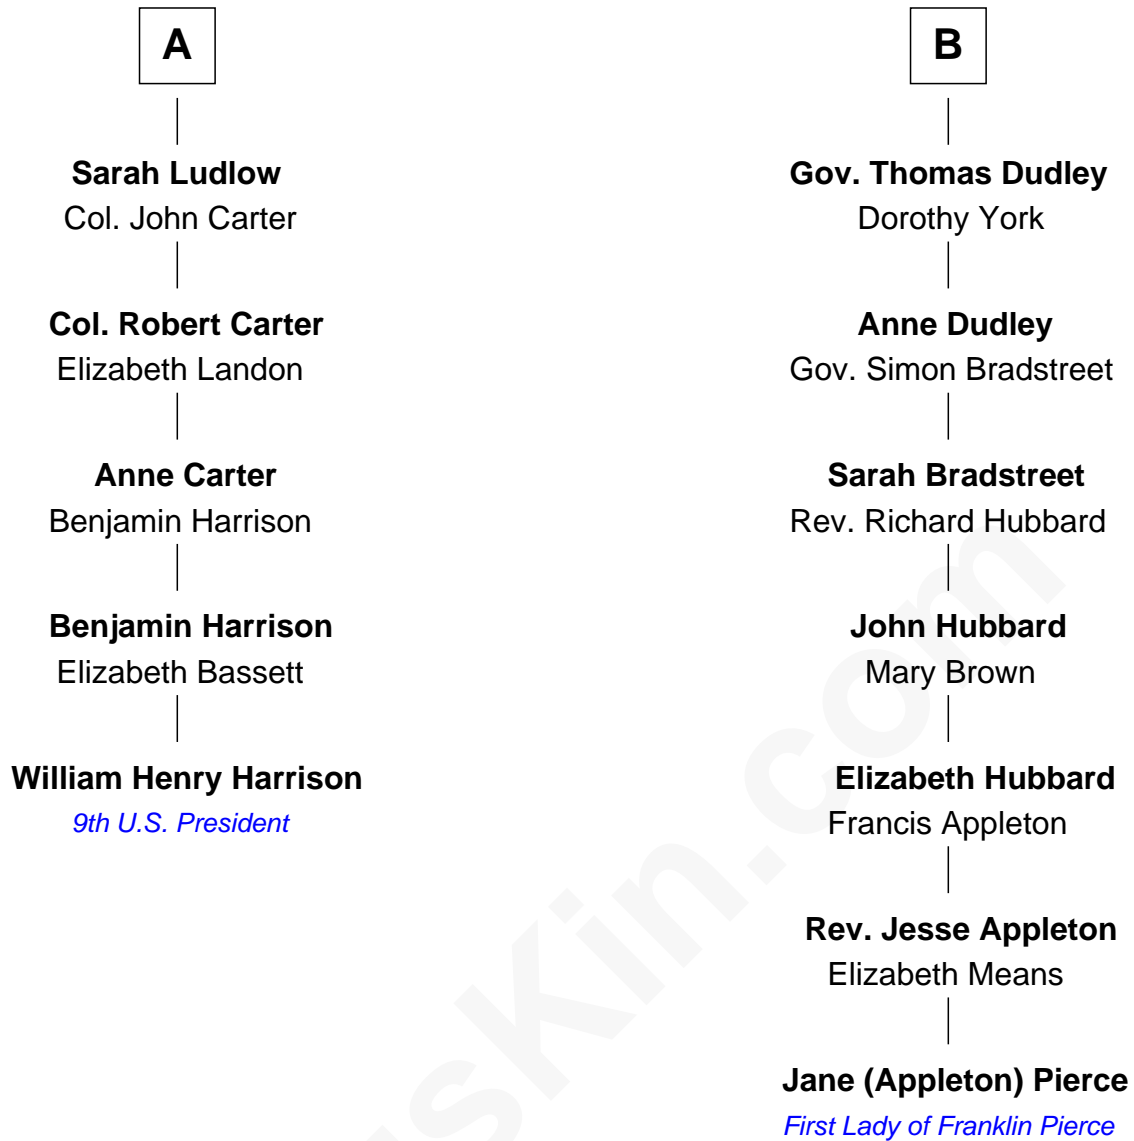 A
Sarah Ludlow
Col. John Carter
Col. Robert Carter
Elizabeth Landon
Anne Carter
Benjamin Harrison
Benjamin Harrison
Elizabeth Bassett
William Henry Harrison
9th U.S. President
B
Gov. Thomas Dudley
Dorothy York
Anne Dudley
Gov. Simon Bradstreet
Sarah Bradstreet
Rev. Richard Hubbard
John Hubbard
Mary Brown
Elizabeth Hubbard
Francis Appleton
Rev. Jesse Appleton
Elizabeth Means
Jane (Appleton) Pierce
First Lady of Franklin Pierce